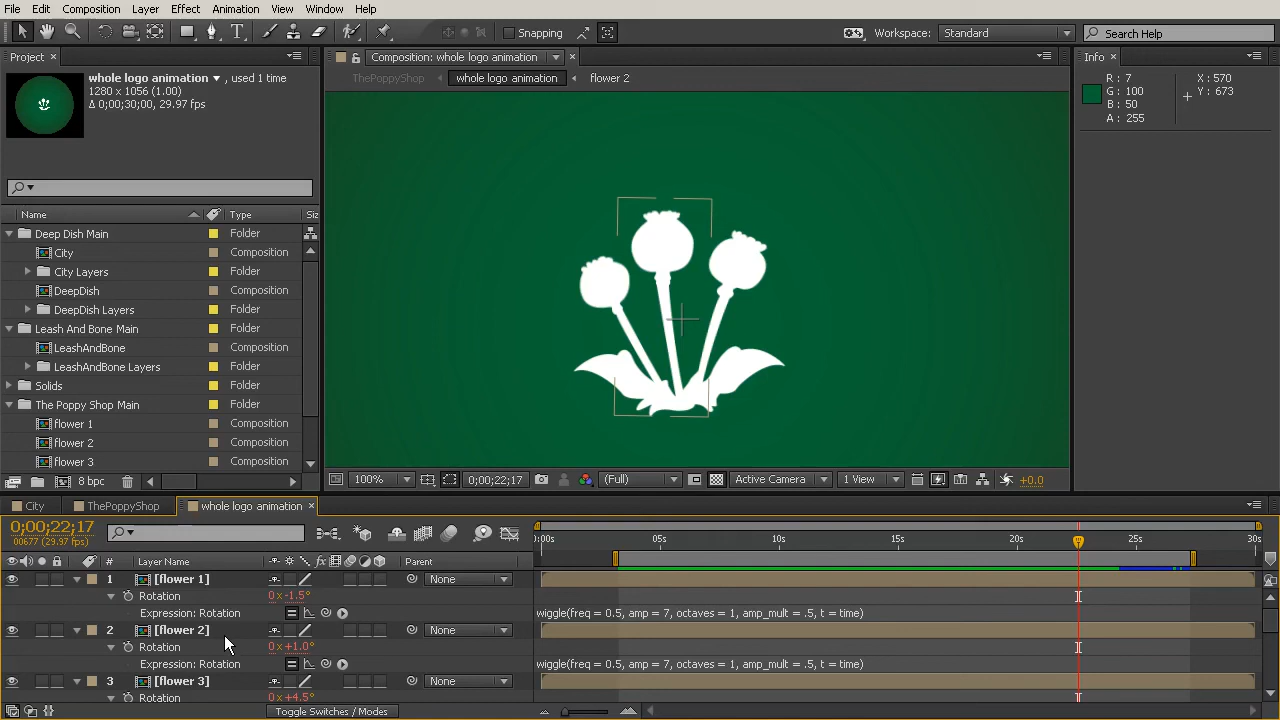 File Edit Composition Layer Effect Animation View Window Help
Snapping Workspace: Standard Search Help
Project Composition: whole logo animation Info
whole logo animation , used 1 time
1280 x 1056 (1.00)
Δ 0;00;30;00, 29.97 fps
ThePoppyShop whole logo animation flower 2
R : 7 X : 570
G : 100 Y : 673
B : 50
A : 255
Name Type Siz
Deep Dish Main Folder
City Composition
City Layers Folder
DeepDish Composition
DeepDish Layers Folder
Leash And Bone Main Folder
LeashAndBone Composition
LeashAndBone Layers Folder
Solids Folder
The Poppy Shop Main Folder
flower 1 Composition
flower 2 Composition
flower 3 Composition
8 bpc
100% 0;00;22;17 (Full) Active Camera 1 View +0.0
City ThePoppyShop whole logo animation
0;00;22;17
00677 (29.97 fps)
:00s 05s 10s 15s 20s 25s 30s
# Layer Name fx Parent
1 [flower 1] None
Rotation 0 x -1.5°
Expression: Rotation wiggle(freq = 0.5, amp = 7, octaves = 1, amp_mult = .5, t = time)
2 [flower 2] None
Rotation 0 x +1.0°
Expression: Rotation wiggle(freq = 0.5, amp = 7, octaves = 1, amp_mult = .5, t = time)
3 [flower 3] None
Rotation 0 x +4.5°
Toggle Switches / Modes